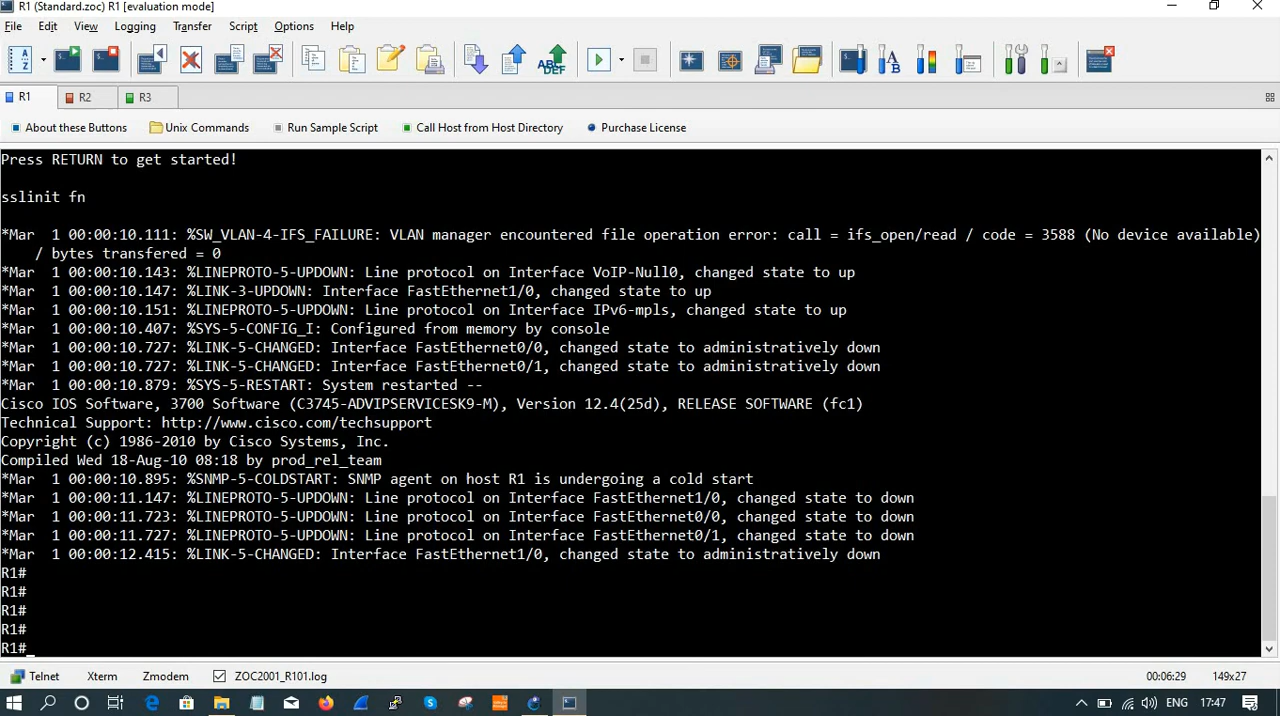 R1 (Standard.zoc) R1 [evaluation mode]
File Edit View Logging Transfer Script Options Help
R1 R2 R3
About these Buttons Unix Commands Run Sample Script Call Host from Host Directory Purchase License
Press RETURN to get started!
sslinit fn
*Mar  1 00:00:10.111: %SW_VLAN-4-IFS_FAILURE: VLAN manager encountered file operation error: call = ifs_open/read / code = 3588 (No device available)
/ bytes transfered = 0
*Mar  1 00:00:10.143: %LINEPROTO-5-UPDOWN: Line protocol on Interface VoIP-Null0, changed state to up
*Mar  1 00:00:10.147: %LINK-3-UPDOWN: Interface FastEthernet1/0, changed state to up
*Mar  1 00:00:10.151: %LINEPROTO-5-UPDOWN: Line protocol on Interface IPv6-mpls, changed state to up
*Mar  1 00:00:10.407: %SYS-5-CONFIG_I: Configured from memory by console
*Mar  1 00:00:10.727: %LINK-5-CHANGED: Interface FastEthernet0/0, changed state to administratively down
*Mar  1 00:00:10.727: %LINK-5-CHANGED: Interface FastEthernet0/1, changed state to administratively down
*Mar  1 00:00:10.879: %SYS-5-RESTART: System restarted --
Cisco IOS Software, 3700 Software (C3745-ADVIPSERVICESK9-M), Version 12.4(25d), RELEASE SOFTWARE (fc1)
Technical Support: http://www.cisco.com/techsupport
Copyright (c) 1986-2010 by Cisco Systems, Inc.
Compiled Wed 18-Aug-10 08:18 by prod_rel_team
*Mar  1 00:00:10.895: %SNMP-5-COLDSTART: SNMP agent on host R1 is undergoing a cold start
*Mar  1 00:00:11.147: %LINEPROTO-5-UPDOWN: Line protocol on Interface FastEthernet1/0, changed state to down
*Mar  1 00:00:11.723: %LINEPROTO-5-UPDOWN: Line protocol on Interface FastEthernet0/0, changed state to down
*Mar  1 00:00:11.727: %LINEPROTO-5-UPDOWN: Line protocol on Interface FastEthernet0/1, changed state to down
*Mar  1 00:00:12.415: %LINK-5-CHANGED: Interface FastEthernet1/0, changed state to administratively down
R1#
R1#
R1#
R1#
R1#
Telnet Xterm Zmodem ZOC2001_R101.log 00:06:29 149x27
ENG 17:47